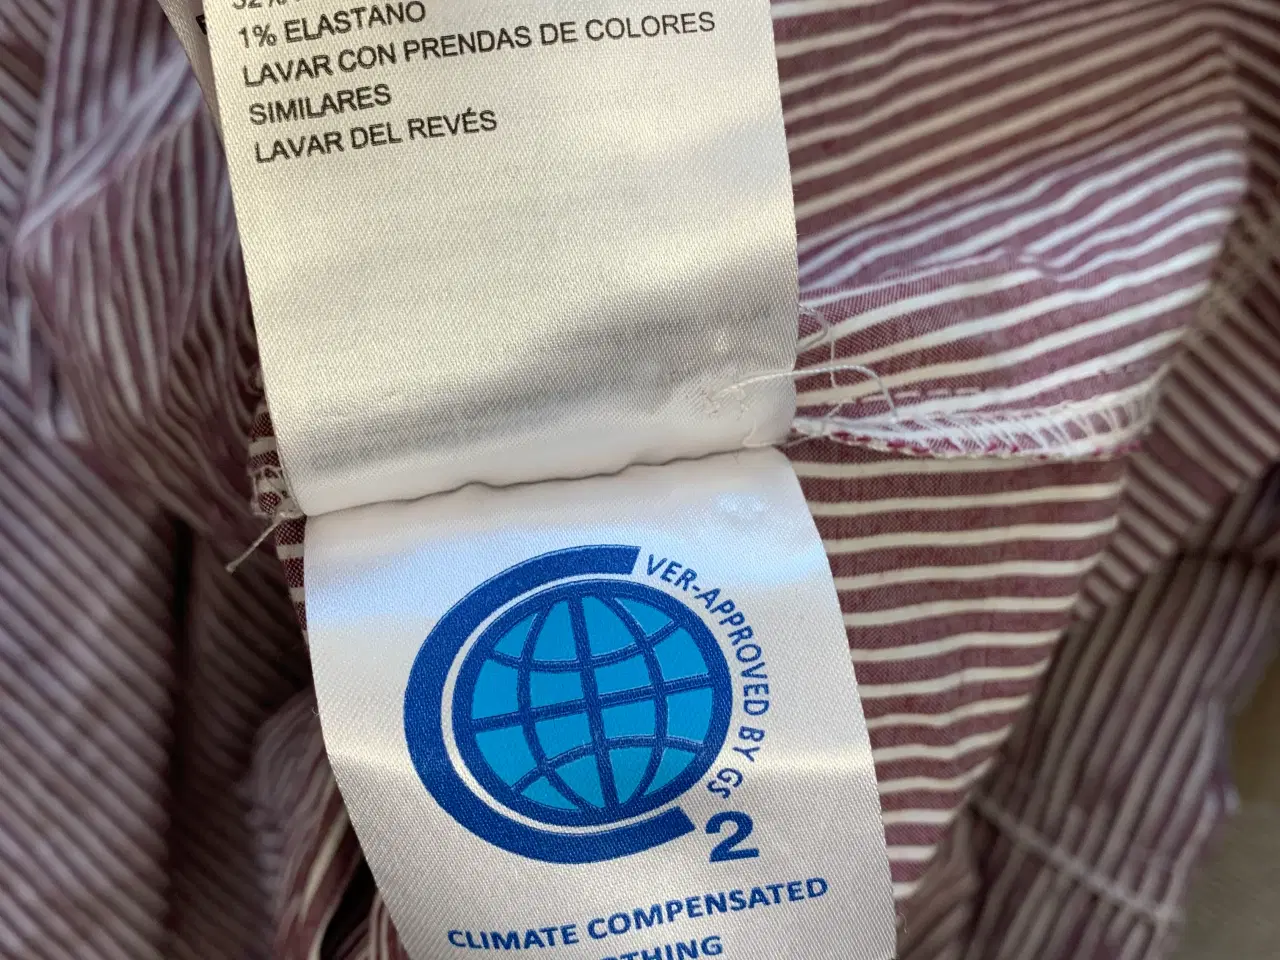 1% ELASTANO
LAVAR CON PRENDAS DE COLORES
SIMILARES
LAVAR DEL REVÉS
VER-APPROVED BY GS
2
CLIMATE COMPENSATED